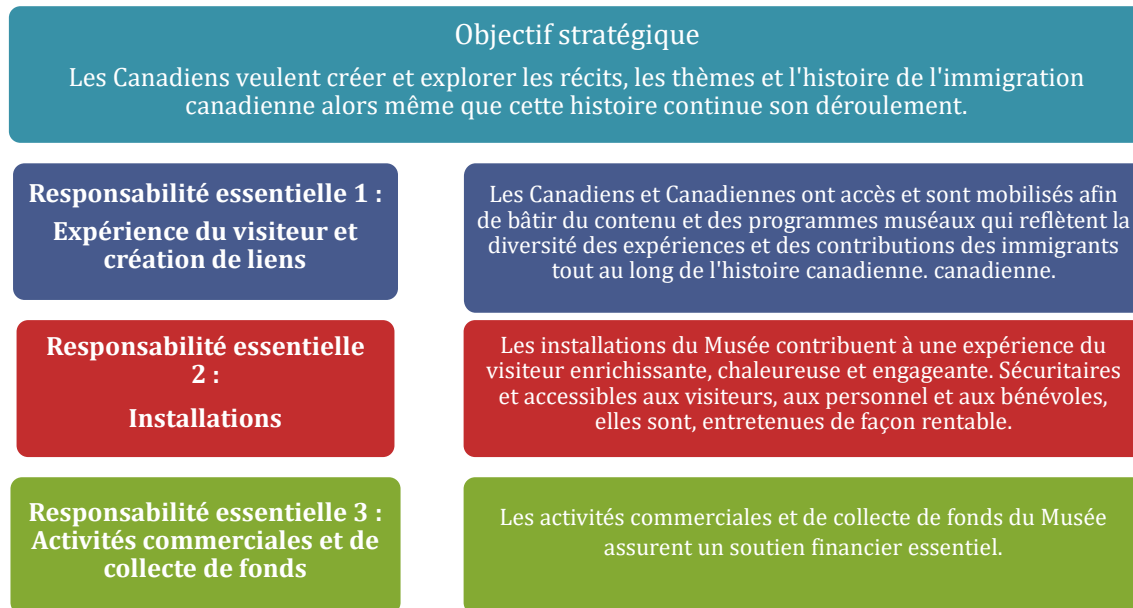 Objectif stratégique
Les Canadiens veulent créer et explorer les récits, les thèmes et l'histoire de l'immigration
canadienne alors même que cette histoire continue son déroulement.
Responsabilité essentielle 1 :
Expérience du visiteur et
création de liens
Les Canadiens et Canadiennes ont accès et sont mobilisés afin
de bâtir du contenu et des programmes muséaux qui reflètent la
diversité des expériences et des contributions des immigrants
tout au long de l'histoire canadienne. canadienne.
Responsabilité essentielle
2 :
Installations
Les installations du Musée contribuent à une expérience du
visiteur enrichissante, chaleureuse et engageante. Sécuritaires
et accessibles aux visiteurs, aux personnel et aux bénévoles,
elles sont, entretenues de façon rentable.
Responsabilité essentielle 3 :
Activités commerciales et de
collecte de fonds
Les activités commerciales et de collecte de fonds du Musée
assurent un soutien financier essentiel.